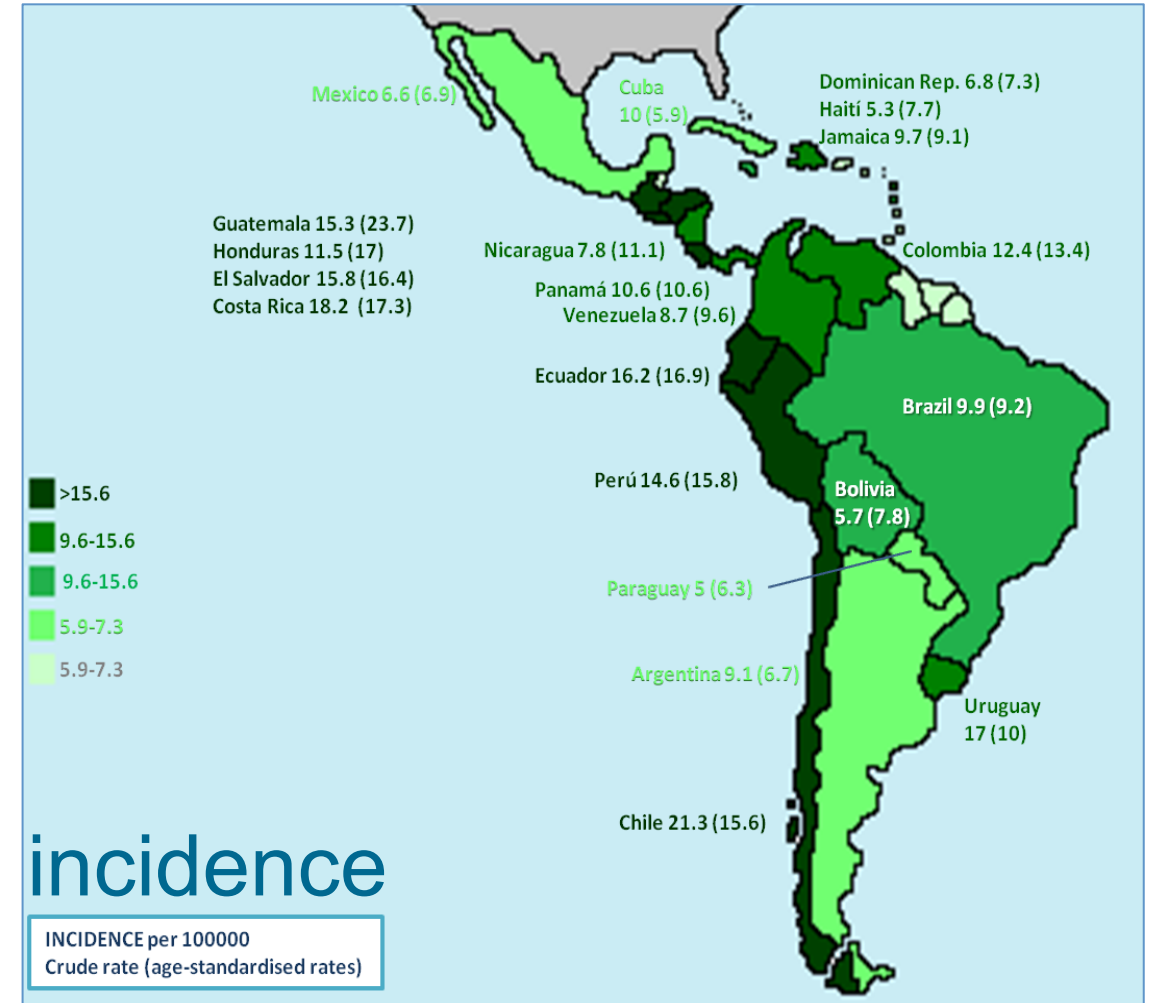 Mexico 6.6 (6.9)
Cuba
10 (5.9)
Dominican Rep. 6.8 (7.3)
Haití 5.3 (7.7)
Jamaica 9.7 (9.1)
Guatemala 15.3 (23.7)
Honduras 11.5 (17)
El Salvador 15.8 (16.4)
Costa Rica 18.2 (17.3)
Nicaragua 7.8 (11.1)
Colombia 12.4 (13.4)
Panamá 10.6 (10.6)
Venezuela 8.7 (9.6)
Ecuador 16.2 (16.9)
Brazil 9.9 (9.2)
Perú 14.6 (15.8)
Bolivia
5.7 (7.8)
>15.6
9.6-15.6
9.6-15.6
5.9-7.3
5.9-7.3
Paraguay 5 (6.3)
Argentina 9.1 (6.7)
Uruguay
17 (10)
Chile 21.3 (15.6)
incidence
INCIDENCE per 100000
Crude rate (age-standardised rates)